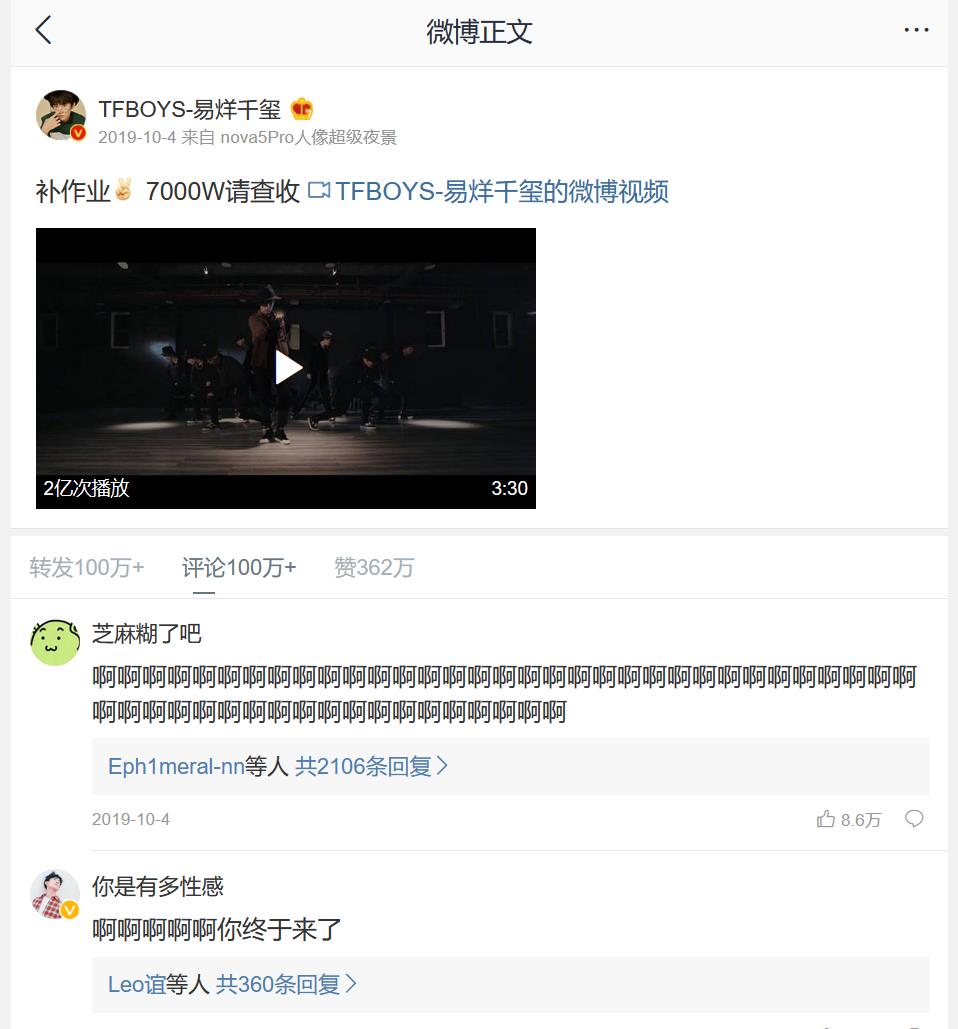 微博正文
TFBOYS-易烊千玺
2019-10-4 来自 nova5Pro人像超级夜景
补作业✌🏻 7000W请查收 TFBOYS-易烊千玺的微博视频
2亿次播放 3:30
转发100万+ 评论100万+ 赞362万
芝麻糊了吧
啊啊啊啊啊啊啊啊啊啊啊啊啊啊啊啊啊啊啊啊啊啊啊啊啊啊啊啊啊啊啊啊啊
啊啊啊啊啊啊啊啊啊啊啊啊啊啊啊啊啊啊啊
Eph1meral-nn等人 共2106条回复
2019-10-4 8.6万
你是有多性感
啊啊啊啊啊你终于来了
Leo谊等人 共360条回复